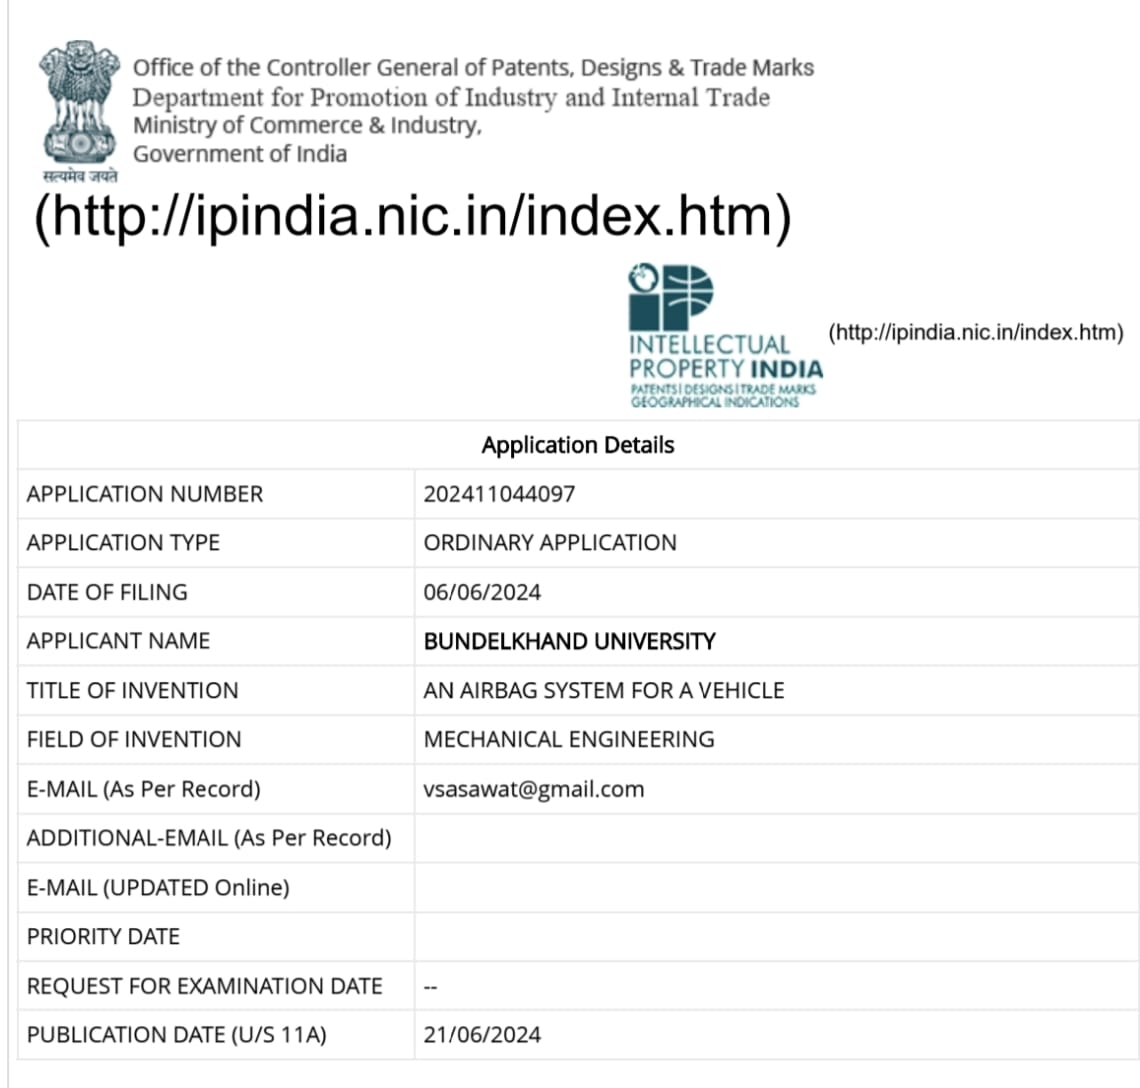 Office of the Controller General of Patents, Designs & Trade Marks
Department for Promotion of Industry and Internal Trade
Ministry of Commerce & Industry,
Government of India
सत्यमेव जयते
(http://ipindia.nic.in/index.htm)
INTELLECTUAL
PROPERTY INDIA
PATENTS | DESIGNS | TRADE MARKS
GEOGRAPHICAL INDICATIONS
(http://ipindia.nic.in/index.htm)
Application Details
APPLICATION NUMBER 202411044097
APPLICATION TYPE ORDINARY APPLICATION
DATE OF FILING 06/06/2024
APPLICANT NAME BUNDELKHAND UNIVERSITY
TITLE OF INVENTION AN AIRBAG SYSTEM FOR A VEHICLE
FIELD OF INVENTION MECHANICAL ENGINEERING
E-MAIL (As Per Record) vsasawat@gmail.com
ADDITIONAL-EMAIL (As Per Record)
E-MAIL (UPDATED Online)
PRIORITY DATE
REQUEST FOR EXAMINATION DATE --
PUBLICATION DATE (U/S 11A) 21/06/2024